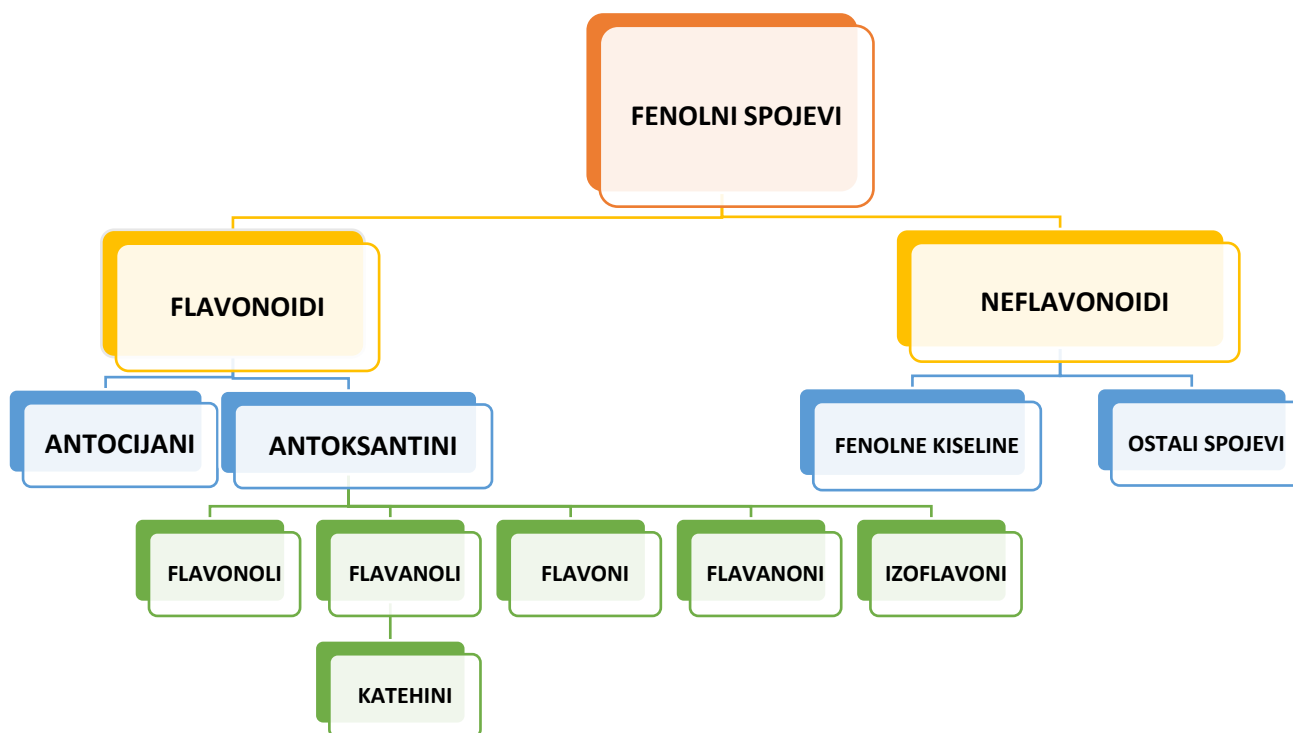 FENOLNI SPOJEVI
FLAVONOIDI
NEFLAVONOIDI
ANTOCIJANI
ANTOKSANTINI
FENOLNE KISELINE
OSTALI SPOJEVI
FLAVONOLI
FLAVANOLI
FLAVONI
FLAVANONI
IZOFLAVONI
KATEHINI